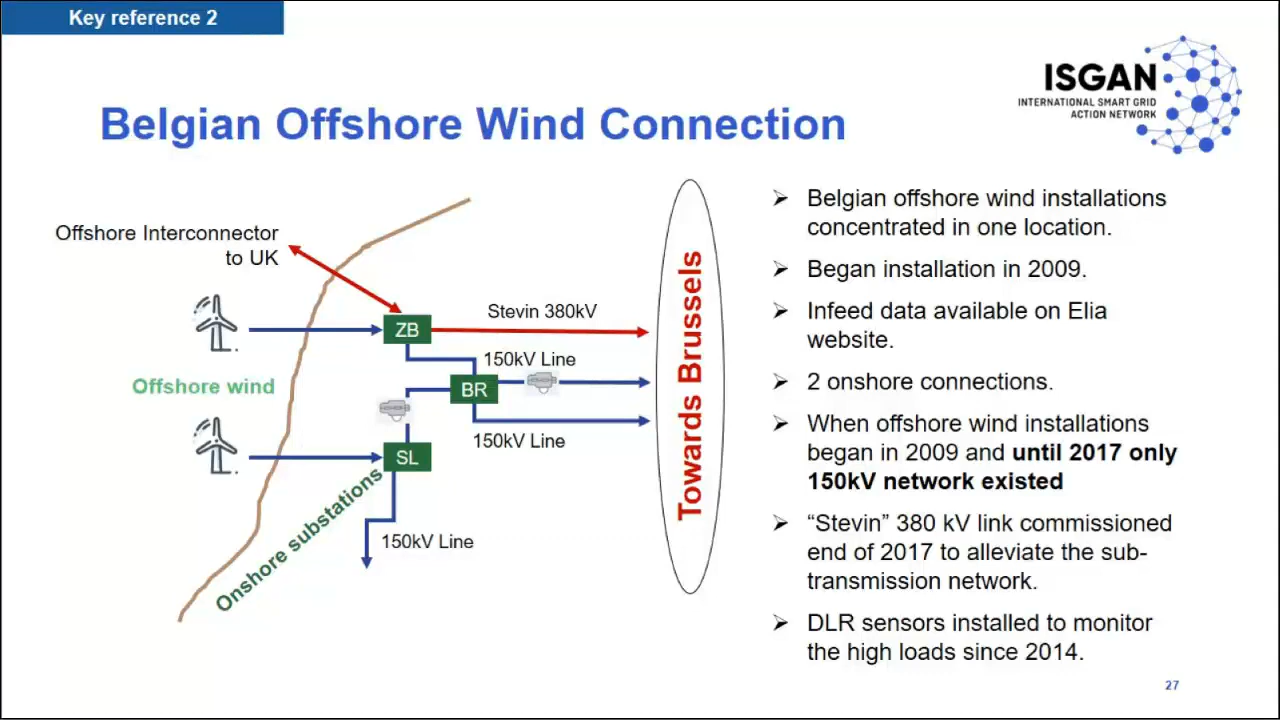 Key reference 2
ISGAN
INTERNATIONAL SMART GRID
ACTION NETWORK
Belgian Offshore Wind Connection
Offshore Interconnector
to UK
ZB
Stevin 380kV
150kV Line
Offshore wind
BR
150kV Line
SL
Onshore substations
150kV Line
Towards Brussels
➢ Belgian offshore wind installations
concentrated in one location.
➢ Began installation in 2009.
➢ Infeed data available on Elia
website.
➢ 2 onshore connections.
➢ When offshore wind installations
began in 2009 and until 2017 only
150kV network existed
➢ “Stevin” 380 kV link commissioned
end of 2017 to alleviate the sub-
transmission network.
➢ DLR sensors installed to monitor
the high loads since 2014.
27